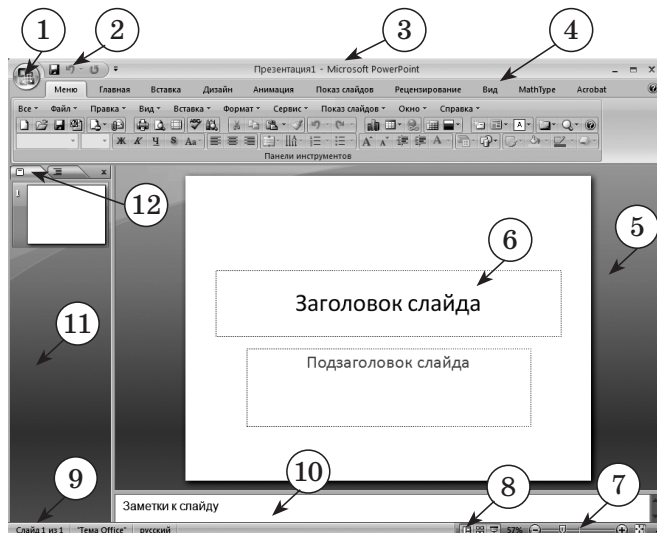 1 2 3 4
Презентация1 - Microsoft PowerPoint
Меню Главная Вставка Дизайн Анимация Показ слайдов Рецензирование Вид MathType Acrobat
Все Файл Правка Вид Вставка Формат Сервис Показ слайдов Окно Справка
Ж К Ч S Aa
Панели инструментов
12
1
5
6
Заголовок слайда
11
Подзаголовок слайда
9 10 8 7
Заметки к слайду
Слайд 1 из 1 "Тема Office" русский 57%